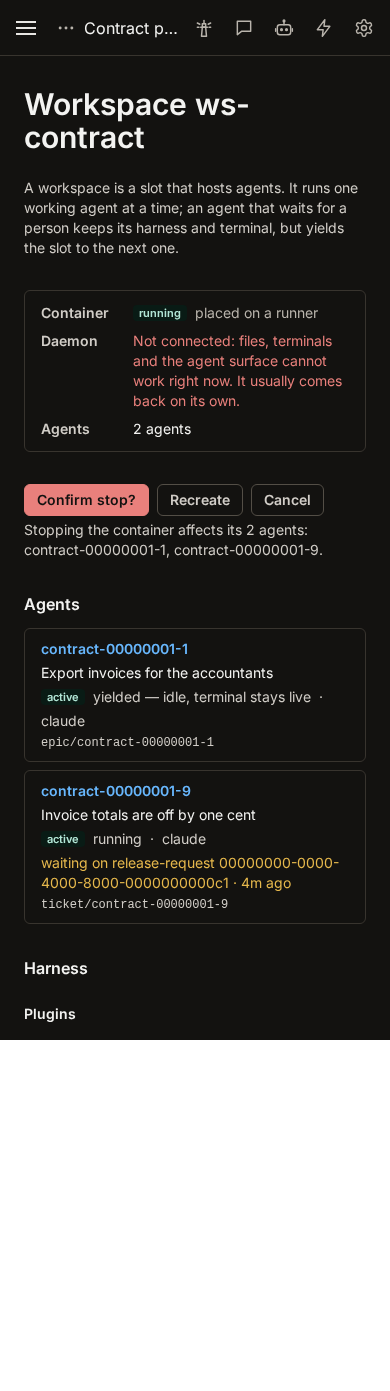 Contract p...
Workspace ws-
contract
A workspace is a slot that hosts agents. It runs one
working agent at a time; an agent that waits for a
person keeps its harness and terminal, but yields
the slot to the next one.
Container running placed on a runner
Daemon Not connected: files, terminals
and the agent surface cannot
work right now. It usually comes
back on its own.
Agents 2 agents
Confirm stop? Recreate Cancel
Stopping the container affects its 2 agents:
contract-00000001-1, contract-00000001-9.
Agents
contract-00000001-1
Export invoices for the accountants
active yielded — idle, terminal stays live ·
claude
epic/contract-00000001-1
contract-00000001-9
Invoice totals are off by one cent
active running · claude
waiting on release-request 00000000-0000-
4000-8000-0000000000c1 · 4m ago
ticket/contract-00000001-9
Harness
Plugins